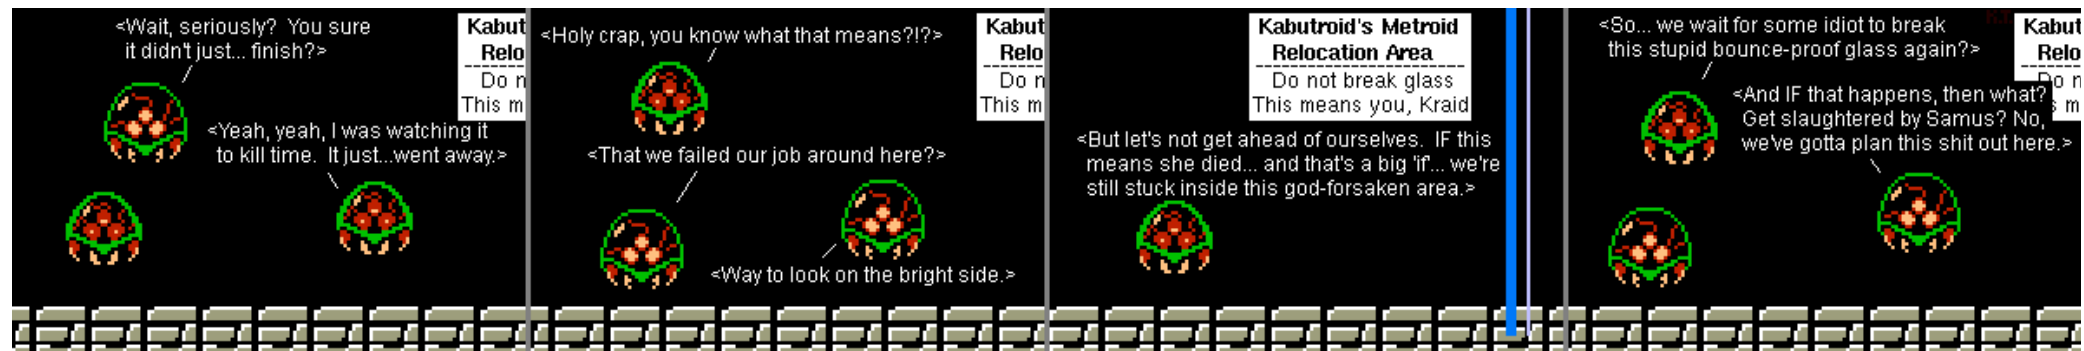 <Wait, seriously? You sure
it didn't just... finish?>
Kabut
Relo
Do n
This m
<Yeah, yeah, I was watching it
to kill time. It just...went away.>
<Holy crap, you know what that means?!?>
Kabut
Relo
Do n
This m
<That we failed our job around here?>
<Way to look on the bright side.>
Kabutroid's Metroid
Relocation Area
Do not break glass
This means you, Kraid
<But let's not get ahead of ourselves. IF this
means she died... and that's a big 'if'... we're
still stuck inside this god-forsaken area.>
<So... we wait for some idiot to break
this stupid bounce-proof glass again?>
Kabut
Relo
Do n
s m
<And IF that happens, then what?
Get slaughtered by Samus? No,
we've gotta plan this shit out here.>